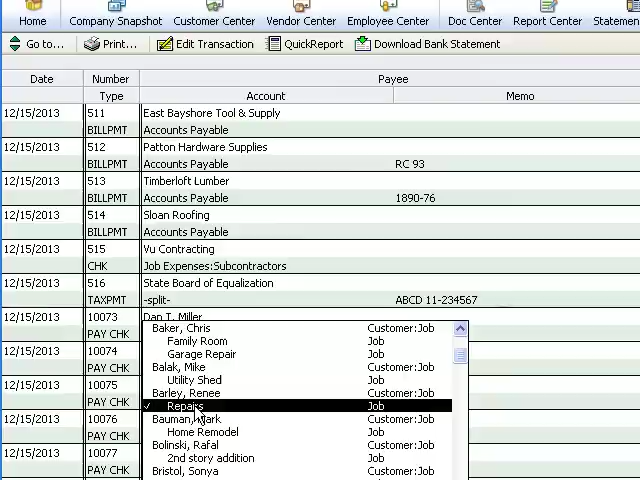 Home Company Snapshot Customer Center Vendor Center Employee Center Doc Center Report Center Statemen
Go to... Print... Edit Transaction QuickReport Download Bank Statement
Date Number Payee
Type Account Memo
12/15/2013 511 East Bayshore Tool & Supply
BILLPMT Accounts Payable
12/15/2013 512 Patton Hardware Supplies
BILLPMT Accounts Payable RC 93
12/15/2013 513 Timberloft Lumber
BILLPMT Accounts Payable 1890-76
12/15/2013 514 Sloan Roofing
BILLPMT Accounts Payable
12/15/2013 515 Vu Contracting
CHK Job Expenses:Subcontractors
12/15/2013 516 State Board of Equalization
TAXPMT -split- ABCD 11-234567
12/15/2013 10073 Dan T. Miller
PAY CHK Baker, Chris Customer:Job
Family Room Job
12/15/2013 10074 Garage Repair Job
PAY CHK Balak, Mike Customer:Job
Utility Shed Job
12/15/2013 10075 Barley, Renee Customer:Job
PAY CHK Repairs Job
12/15/2013 10076 Bauman, Mark Customer:Job
PAY CHK Home Remodel Job
Bolinski, Rafal Customer:Job
12/15/2013 10077 2nd story addition Job
PAY CHK Bristol, Sonya Customer:Job